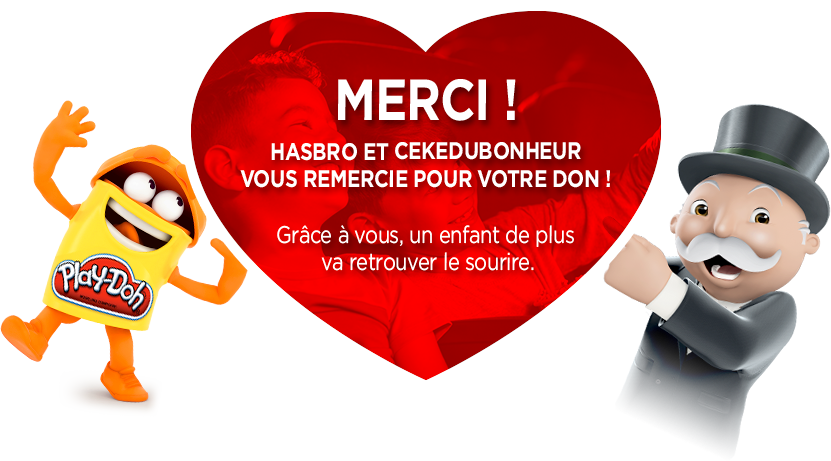 MERCI !
HASBRO ET CEKEDUBONHEUR
VOUS REMERCIE POUR VOTRE DON !
Grâce à vous, un enfant de plus
va retrouver le sourire.
Play-Doh